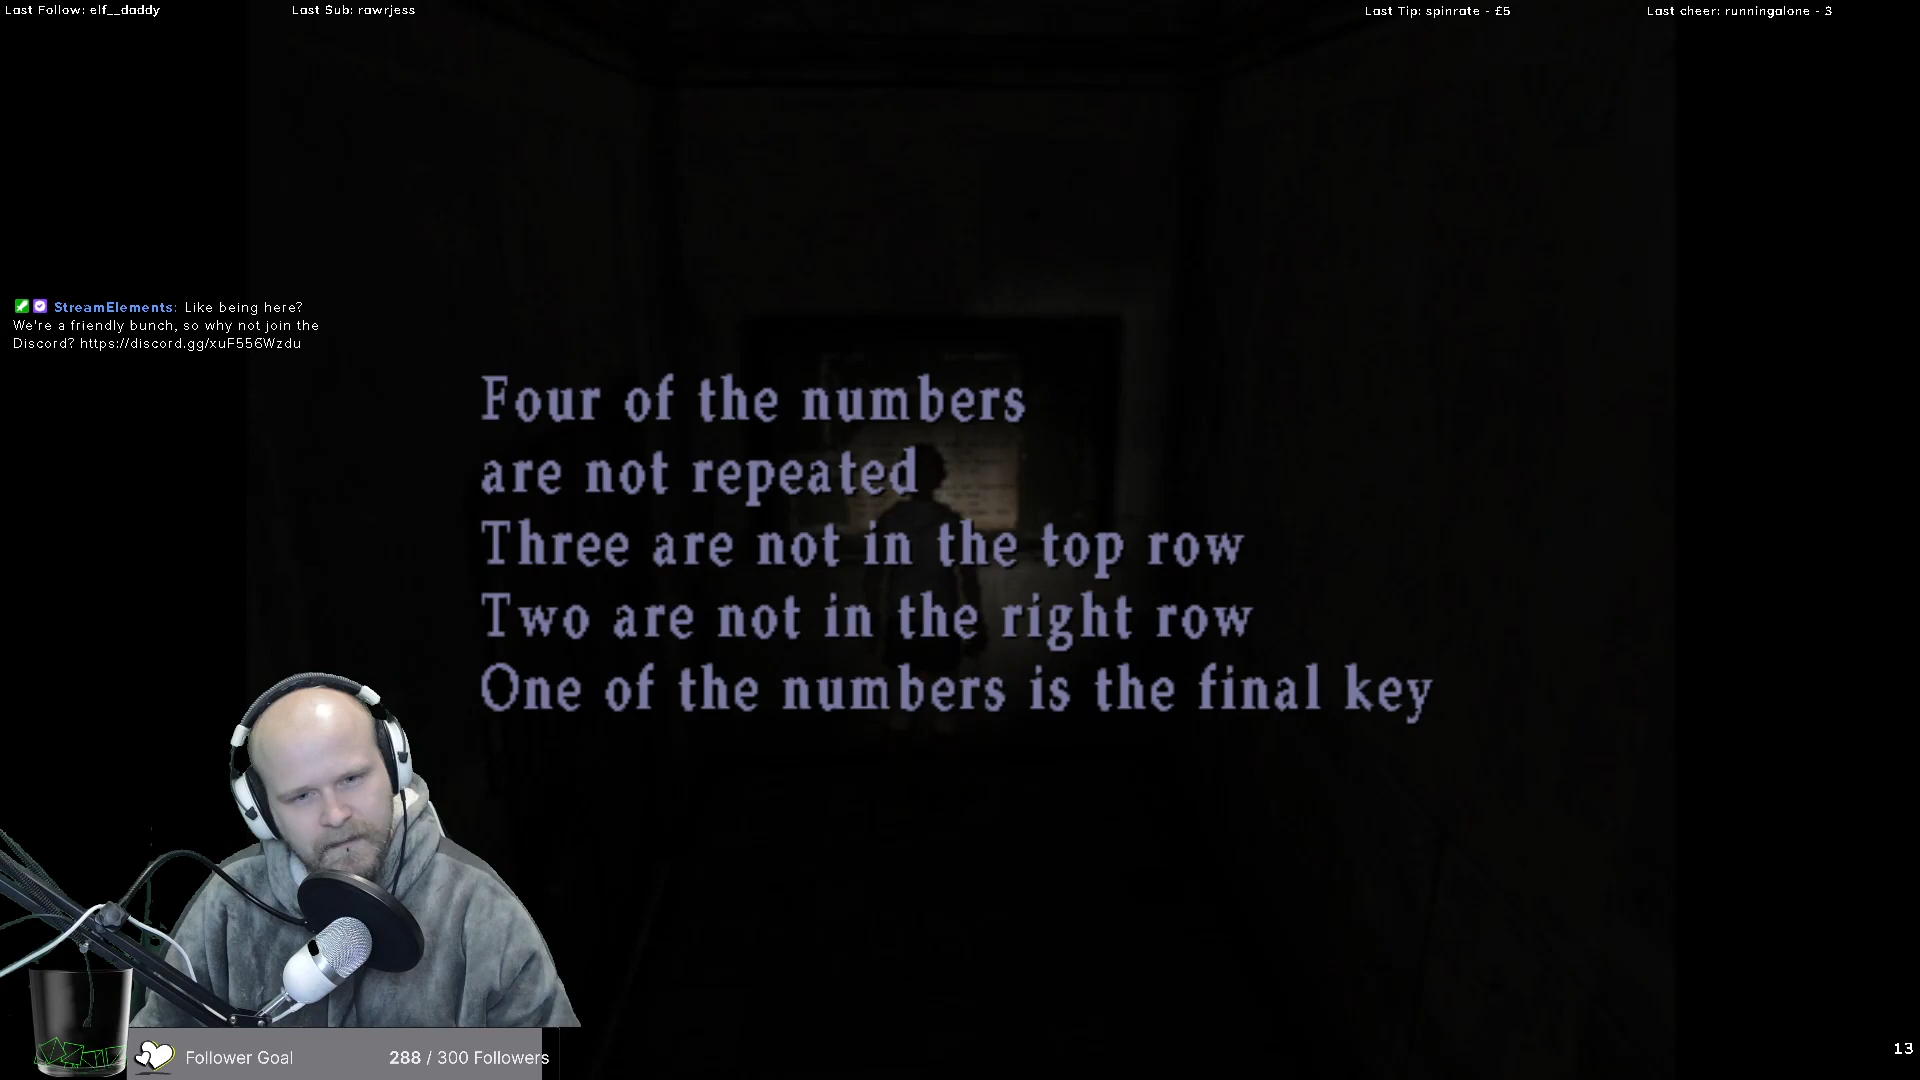 Last Follow: elf__daddy
Last Sub: rawrjess
Last Tip: spinrate - £5
Last cheer: runningalone - 3
StreamElements: Like being here?
We're a friendly bunch, so why not join the
Discord? https://discord.gg/xuF556Wzdu
Four of the numbers
are not repeated
Three are not in the top row
Two are not in the right row
One of the numbers is the final key
Follower Goal
288 / 300 Followers
13